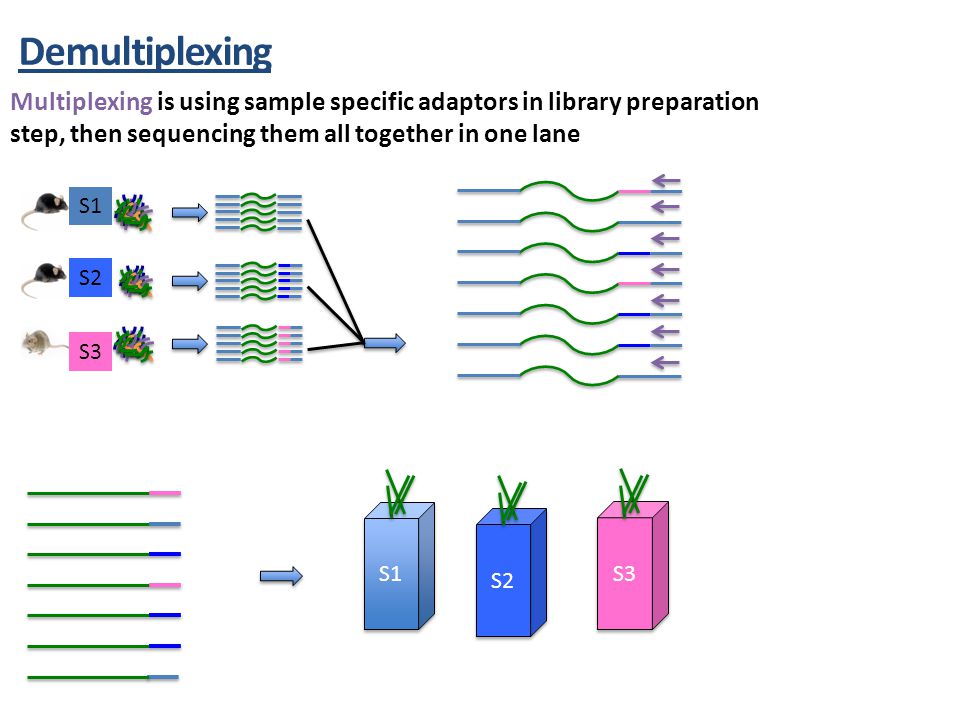 Demultiplexing
Multiplexing is using sample specific adaptors in library preparation
step, then sequencing them all together in one lane
S1
S2
S3
S1
S2
S3